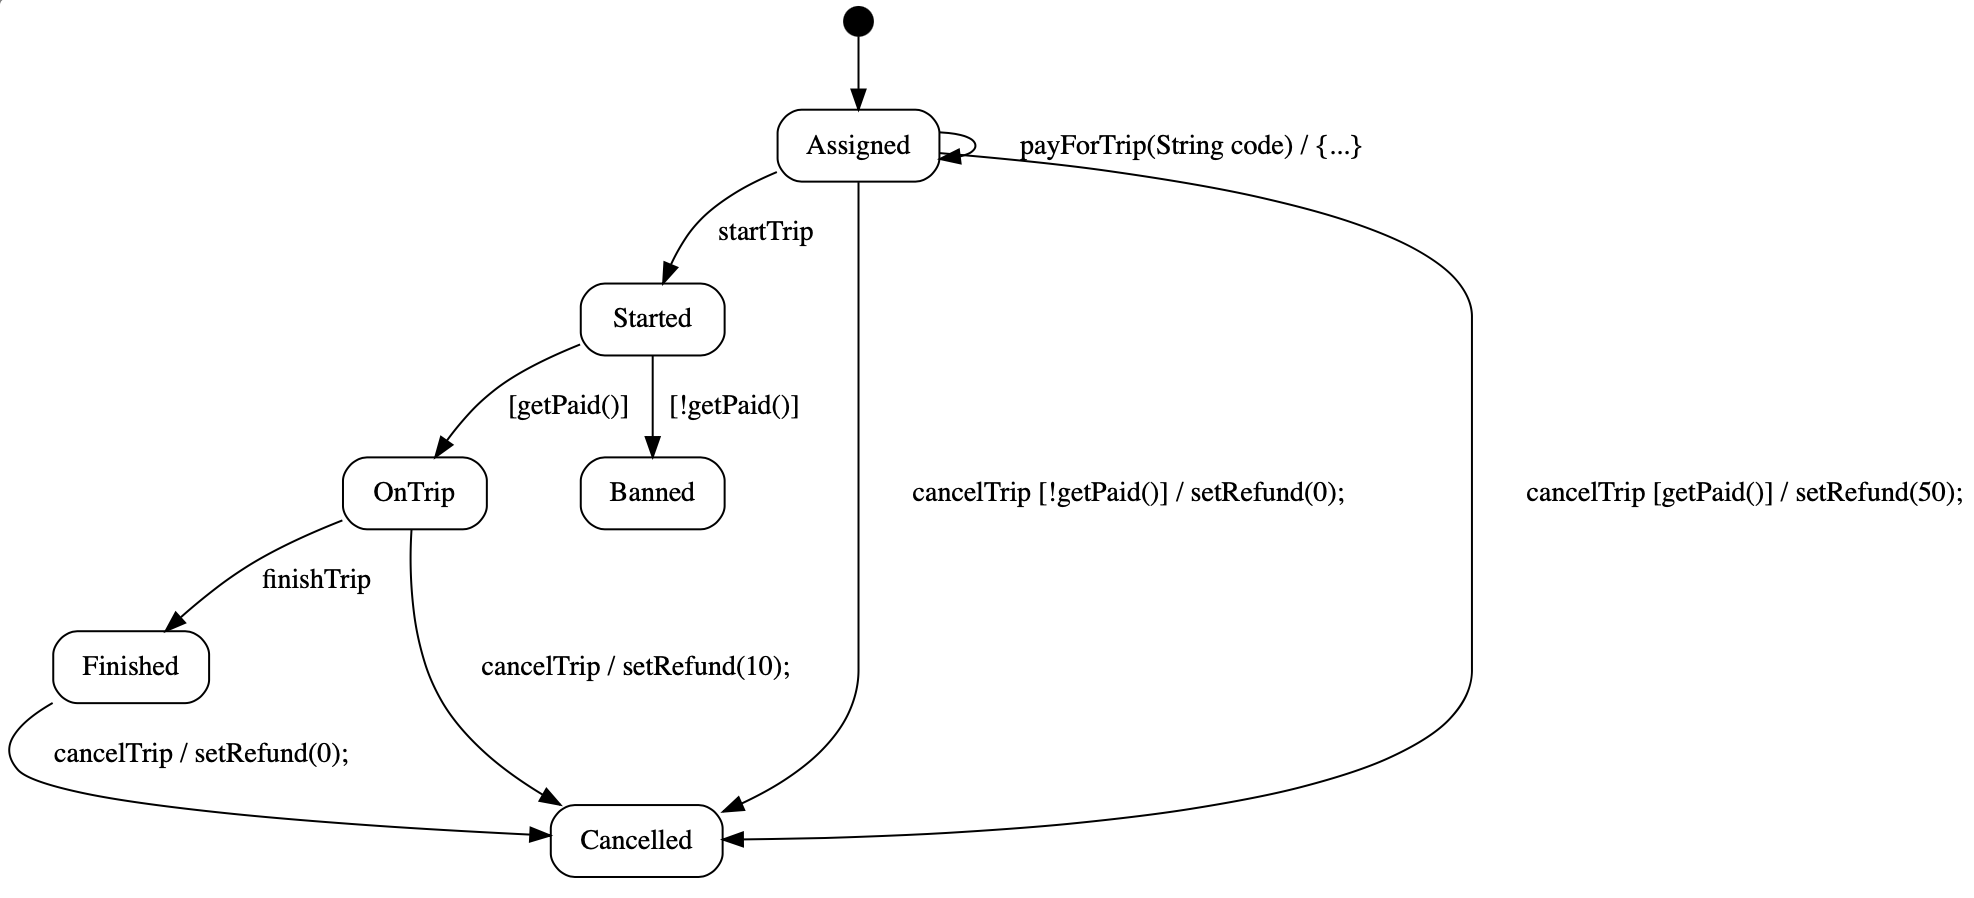 Assigned
payForTrip(String code) / {...}
startTrip
Started
[getPaid()]
[!getPaid()]
OnTrip
Banned
cancelTrip [!getPaid()] / setRefund(0);
cancelTrip [getPaid()] / setRefund(50);
finishTrip
Finished
cancelTrip / setRefund(10);
cancelTrip / setRefund(0);
Cancelled